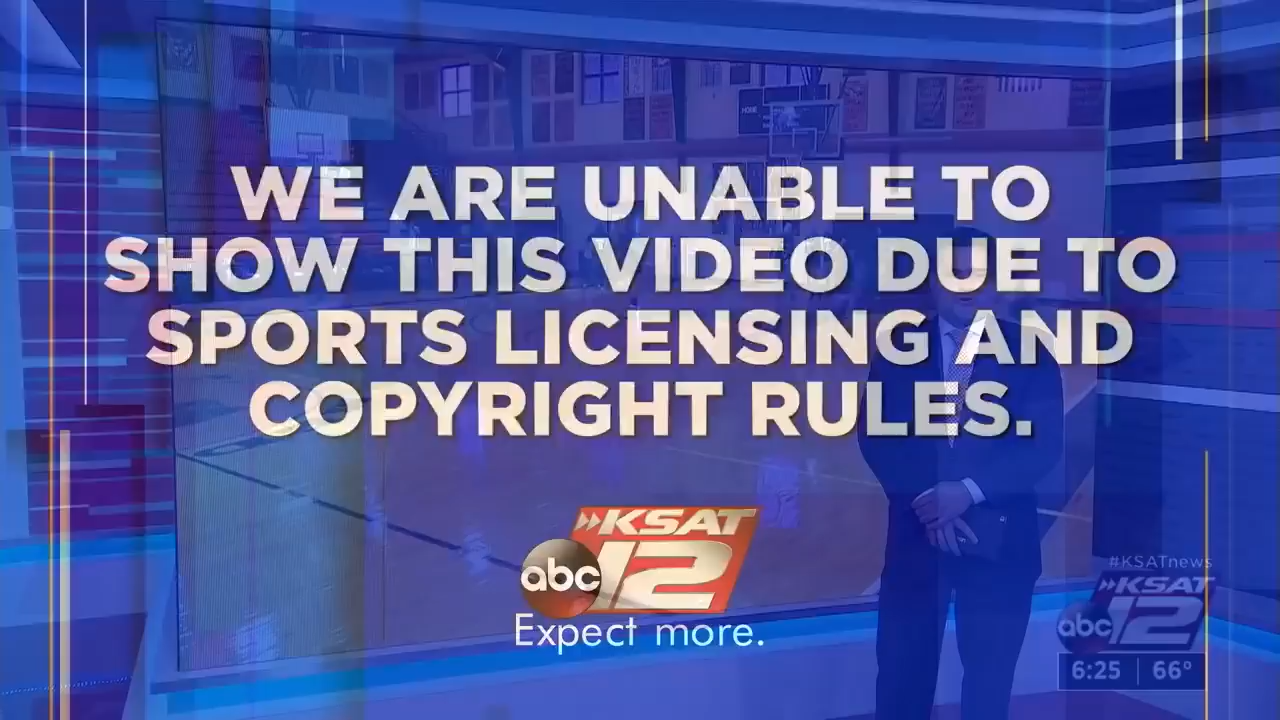 HOME
WE ARE UNABLE TO
SHOW THIS VIDEO DUE TO
SPORTS LICENSING AND
COPYRIGHT RULES.
KSAT
abc 12
Expect more.
#KSATnews
KSAT
abc 12
6:25 66°